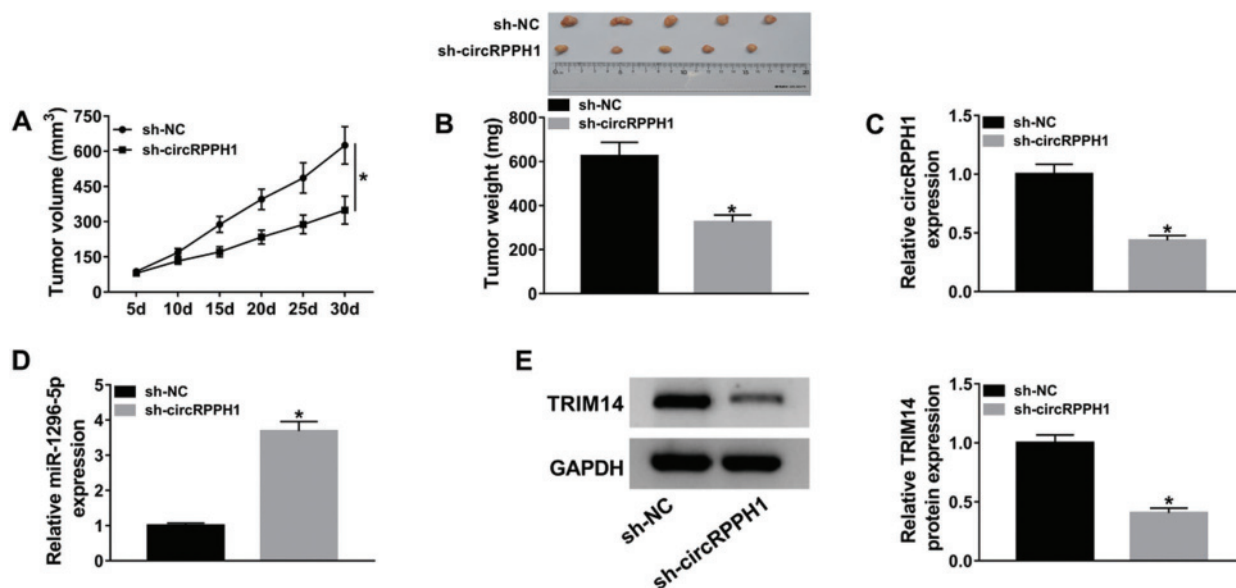 sh-NC
sh-circRPPH1
A
Tumor volume (mm³)
750
600
450
300
150
0
sh-NC
sh-circRPPH1
*
5d 10d 15d 20d 25d 30d
B
Tumor weight (mg)
800
600
400
200
0
sh-NC
sh-circRPPH1
*
C
Relative circRPPH1
expression
1.5
1.0
0.5
0.0
sh-NC
sh-circRPPH1
*
D
Relative miR-1296-5p
expression
5
4
3
2
1
0
sh-NC
sh-circRPPH1
*
E
TRIM14
GAPDH
sh-NC
sh-circRPPH1
Relative TRIM14
protein expression
1.5
1.0
0.5
0.0
sh-NC
sh-circRPPH1
*